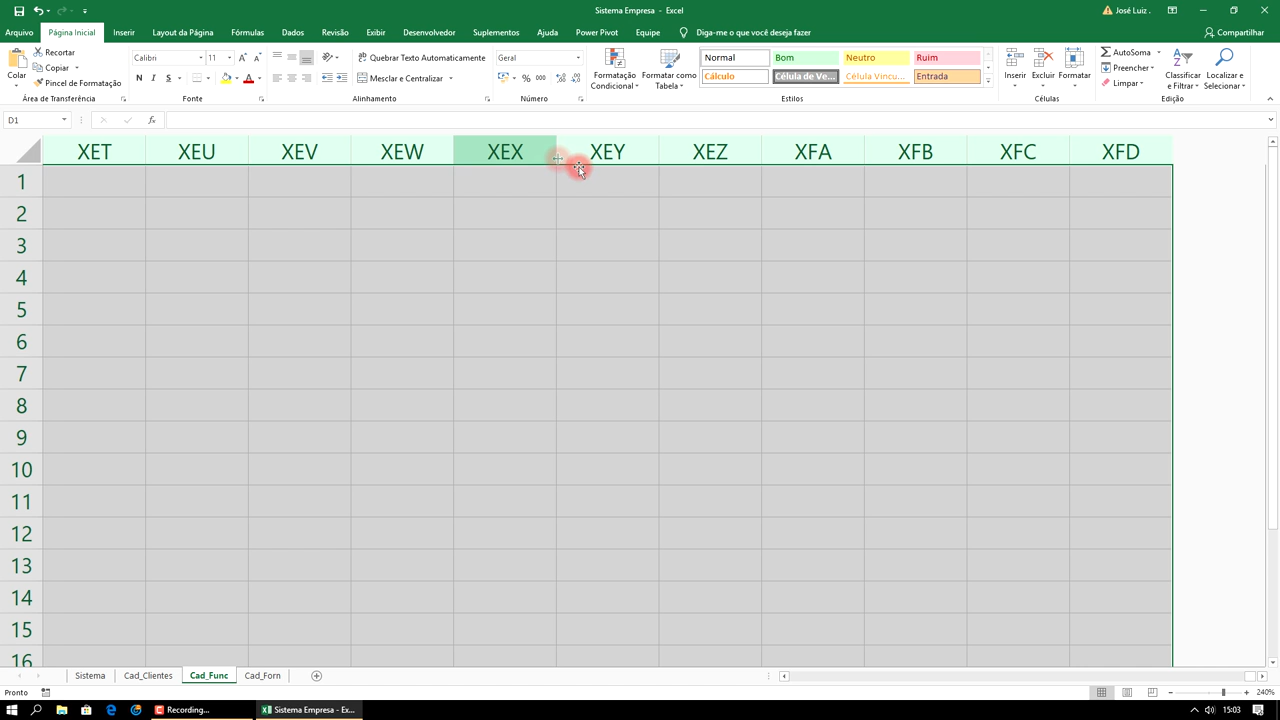 Sistema Empresa - Excel
José Luiz .
Arquivo Página Inicial Inserir Layout da Página Fórmulas Dados Revisão Exibir Desenvolvedor Suplementos Ajuda Power Pivot Equipe Diga-me o que você deseja fazer Compartilhar
Colar
Recortar
Copiar
Pincel de Formatação
Área de Transferência
Calibri 11
N I S
Fonte
Quebrar Texto Automaticamente
Mesclar e Centralizar
Alinhamento
Geral
% 000
Número
Formatação Condicional
Formatar como Tabela
Normal Bom Neutro Ruim
Cálculo Célula de Ve... Célula Vincu... Entrada
Estilos
Inserir Excluir Formatar
Células
AutoSoma
Preencher
Limpar
Classificar e Filtrar
Localizar e Selecionar
Edição
D1
fx
XET XEU XEV XEW XEX XEY XEZ XFA XFB XFC XFD
1
2
3
4
5
6
7
8
9
10
11
12
13
14
15
16
Sistema Cad_Clientes Cad_Func Cad_Forn
Pronto
240%
Recording...
Sistema Empresa - Ex...
15:03